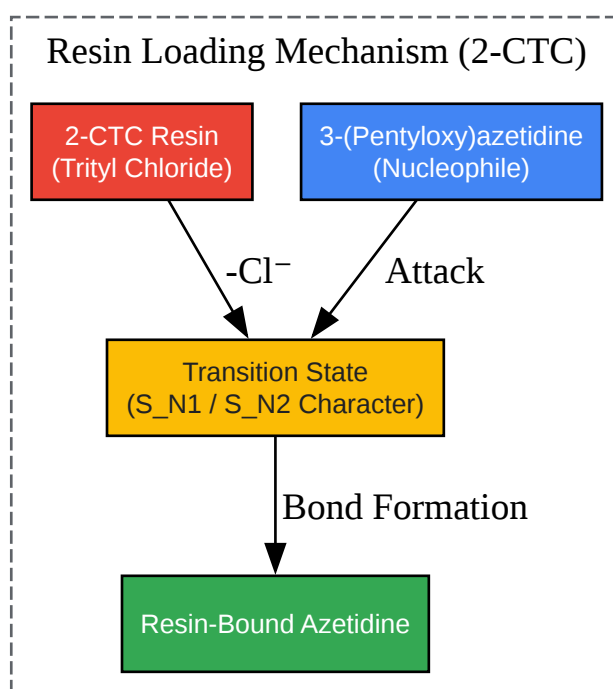 Resin Loading Mechanism (2-CTC)
2-CTC Resin
(Trityl Chloride)
3-(Pentyloxy)azetidine
(Nucleophile)
-Cl⁻
Attack
Transition State
(S_N1 / S_N2 Character)
Bond Formation
Resin-Bound Azetidine